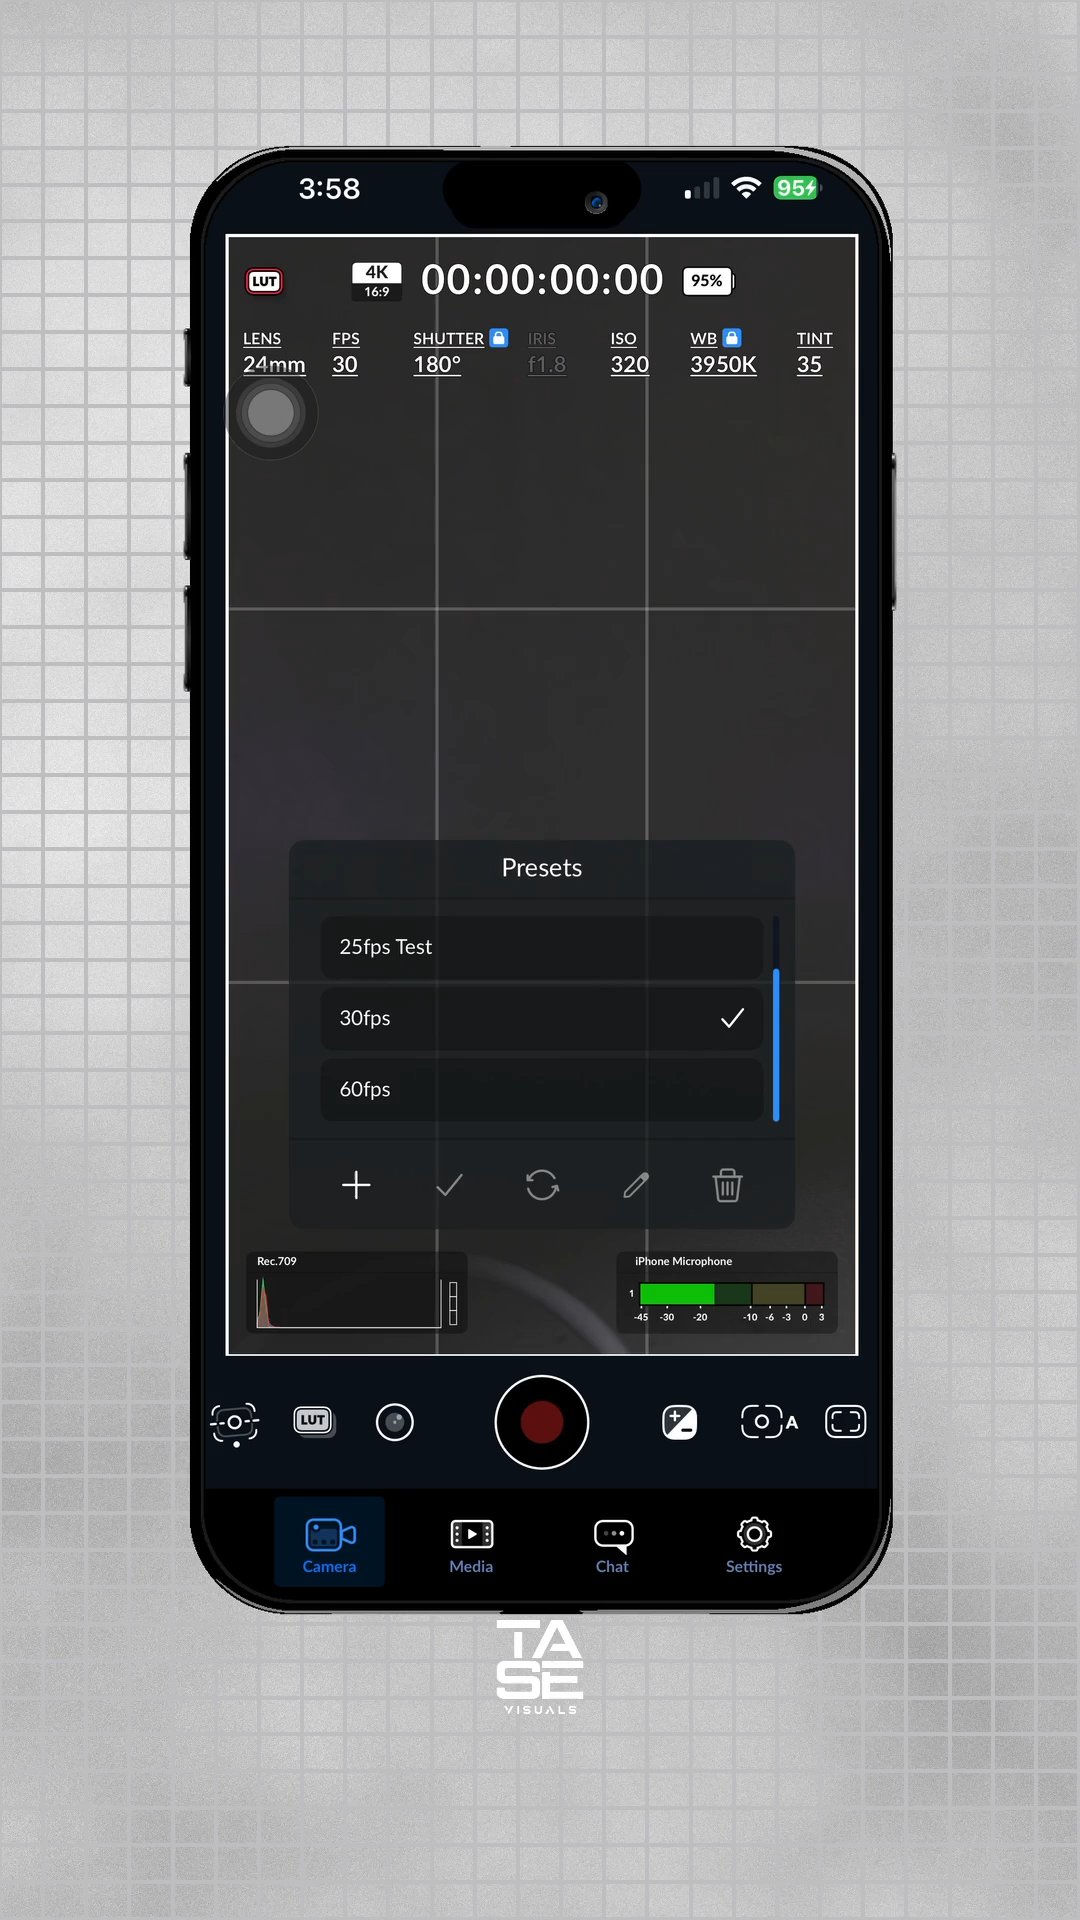 3:58
95
LUT
4K
16:9
00:00:00:00
95%
LENS FPS SHUTTER IRIS ISO WB TINT
24mm 30 180° f1.8 320 3950K 35
Presets
25fps Test
30fps
60fps
Rec.709
iPhone Microphone
1
-45 -30 -20 -10 -6 -3 0 3
LUT
A
Camera Media Chat Settings
TA
SE
VISUALS